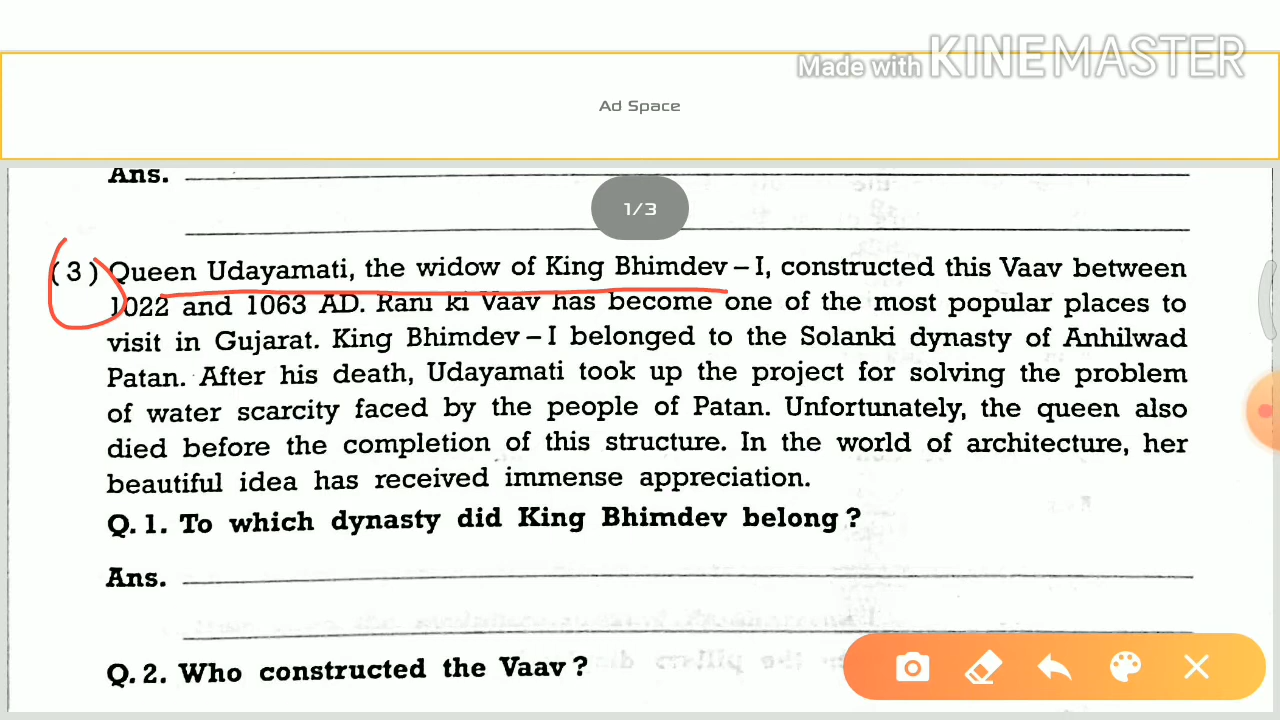 Made with KINEMASTER
Ad Space
Ans.
1/3
(3) Queen Udayamati, the widow of King Bhimdev – I, constructed this Vaav between
1022 and 1063 AD. Rani ki Vaav has become one of the most popular places to
visit in Gujarat. King Bhimdev – I belonged to the Solanki dynasty of Anhilwad
Patan. After his death, Udayamati took up the project for solving the problem
of water scarcity faced by the people of Patan. Unfortunately, the queen also
died before the completion of this structure. In the world of architecture, her
beautiful idea has received immense appreciation.
Q. 1. To which dynasty did King Bhimdev belong ?
Ans.
Q. 2. Who constructed the Vaav ?